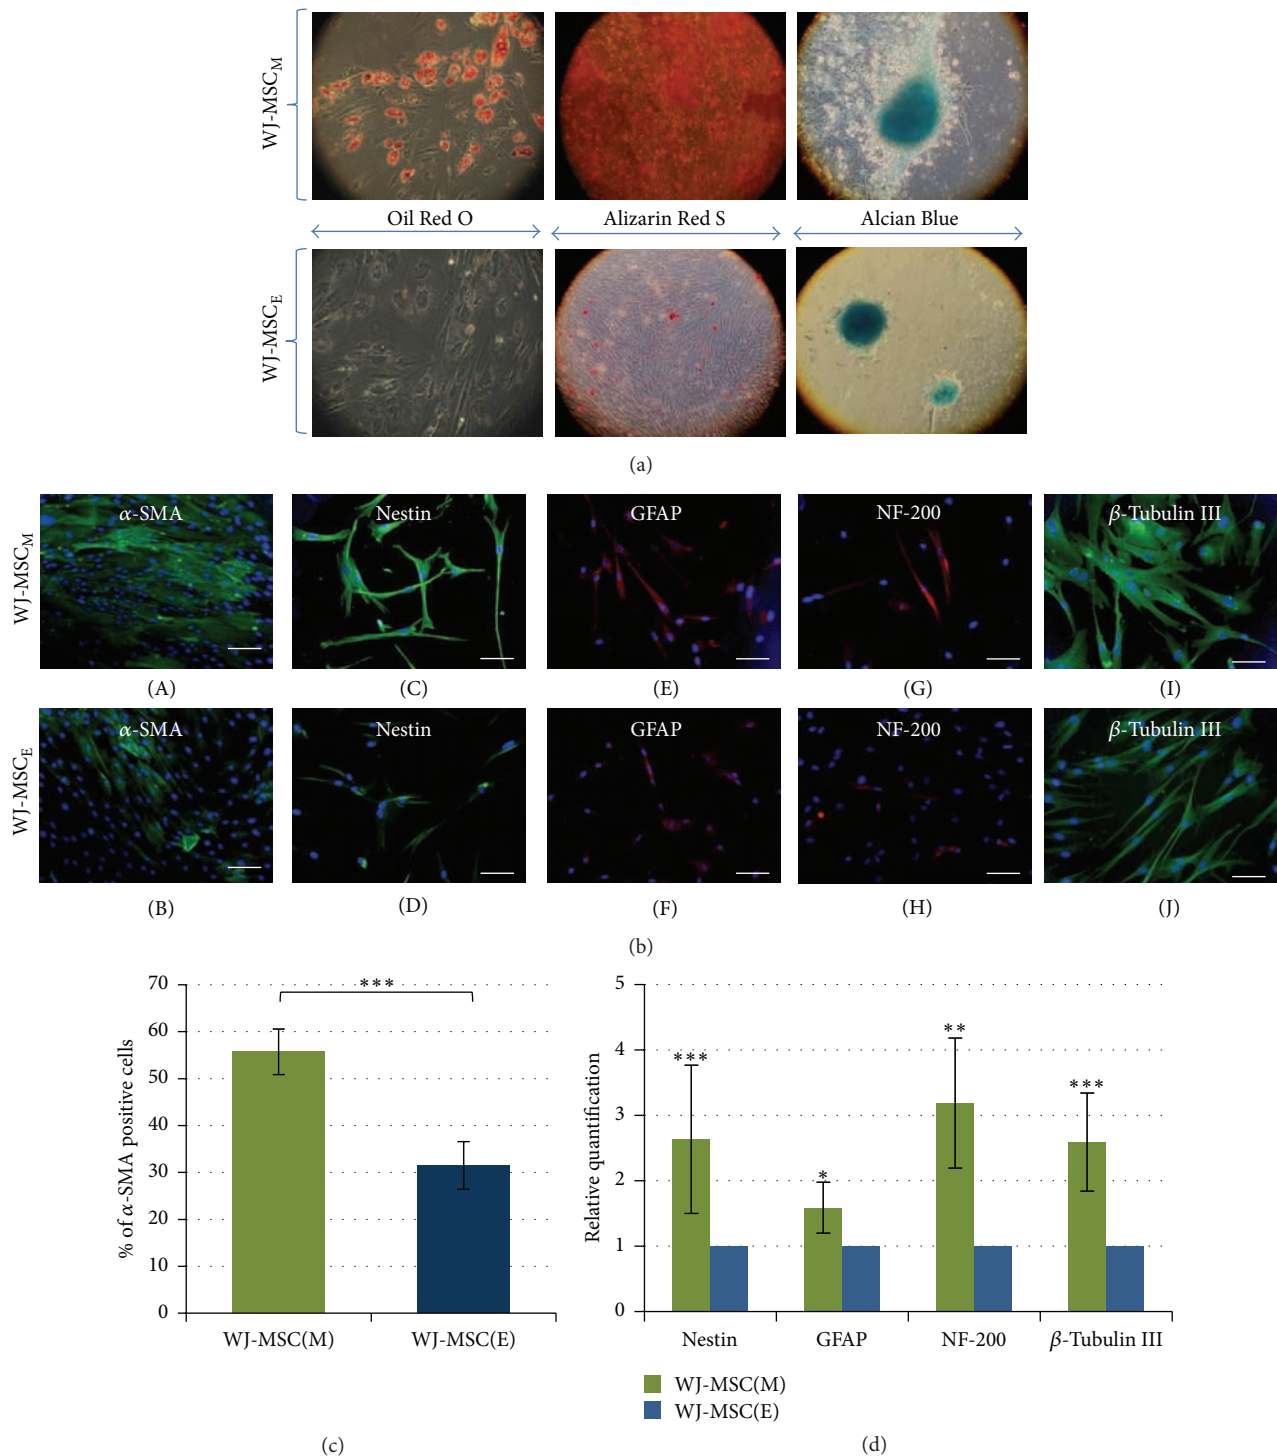 WJ-MSC_M
Oil Red O
Alizarin Red S
Alcian Blue
WJ-MSC_E
(a)
WJ-MSC_M
α-SMA
Nestin
GFAP
NF-200
β-Tubulin III
(A)
(C)
(E)
(G)
(I)
WJ-MSC_E
α-SMA
Nestin
GFAP
NF-200
β-Tubulin III
(B)
(D)
(F)
(H)
(J)
(b)
% of α-SMA positive cells
70
60
50
40
30
20
10
0
***
WJ-MSC(M)
WJ-MSC(E)
(c)
Relative quantification
5
4
3
2
1
0
***
*
**
***
Nestin
GFAP
NF-200
β-Tubulin III
WJ-MSC(M)
WJ-MSC(E)
(d)